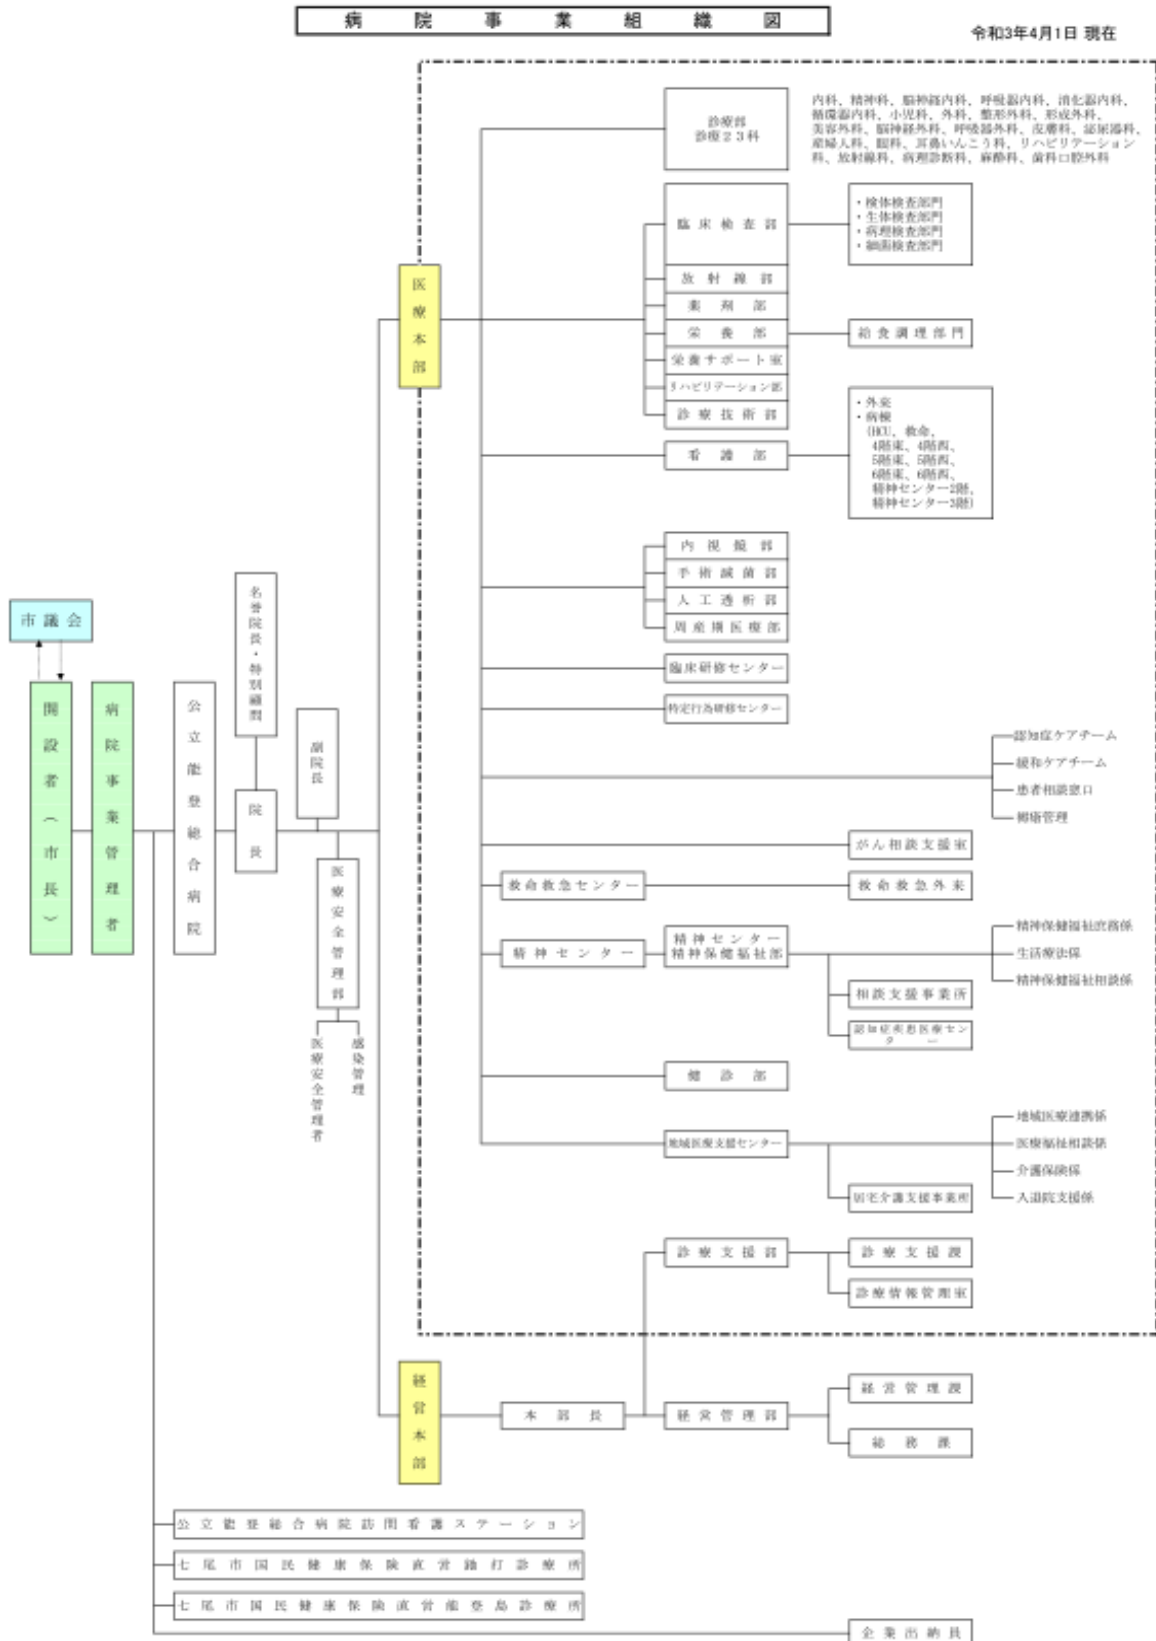 病院事業組織図
令和3年4月1日 現在
診療部
診療23科
内科、精神科、脳神経内科、呼吸器内科、消化器内科、
循環器内科、小児科、外科、整形外科、形成外科、
美容外科、脳神経外科、呼吸器外科、皮膚科、泌尿器科、
産婦人科、眼科、耳鼻いんこう科、リハビリテーション
科、放射線科、病理診断科、麻酔科、歯科口腔外科
臨床検査部
・検体検査部門
・生体検査部門
・病理検査部門
・細菌検査部門
医療本部
放射線部
薬剤部
栄養部
給食調理部門
栄養サポート室
リハビリテーション部
診療技術部
看護部
・外来
・病棟
(HCU、救命、
4階東、4階西、
5階東、5階西、
6階東、6階西、
精神センター2階、
精神センター3階)
内視鏡部
手術滅菌部
人工透析部
周産期医療部
臨床研修センター
特定行為研修センター
市議会
開設者(市長)
病院事業管理者
公立能登総合病院
名誉院長・特別顧問
院長
副院長
医療安全管理部
医療安全管理者
感染管理
認知症ケアチーム
緩和ケアチーム
患者相談窓口
褥瘡管理
がん相談支援室
救命救急センター
救命救急外来
精神センター
精神センター
精神保健福祉部
精神保健福祉庶務係
生活療法係
精神保健福祉相談係
相談支援事業所
認知症疾患医療セン
ター
健診部
地域医療支援センター
地域医療連携係
医療福祉相談係
介護保険係
入退院支援係
居宅介護支援事業所
診療支援部
診療支援課
診療情報管理室
経営本部
本部長
経営管理部
経営管理課
総務課
公立能登総合病院訪問看護ステーション
七尾市国民健康保険直営釶打診療所
七尾市国民健康保険直営能登島診療所
企業出納員